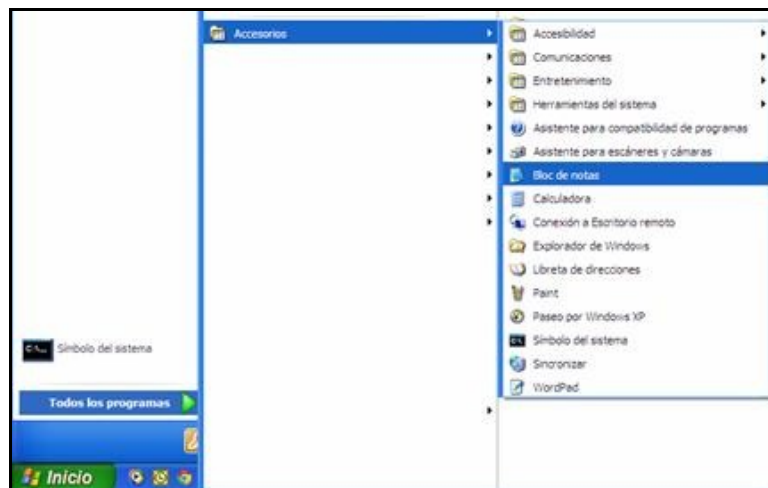 Accesorios
Accesibilidad
Comunicaciones
Entretenimiento
Herramientas del sistema
Asistente para compatibilidad de programas
Asistente para escáneres y cámaras
Bloc de notas
Calculadora
Conexión a Escritorio remoto
Explorador de Windows
Libreta de direcciones
Paint
Paseo por Windows XP
Símbolo del sistema
Sincronizar
WordPad
Símbolo del sistema
Todos los programas
Inicio